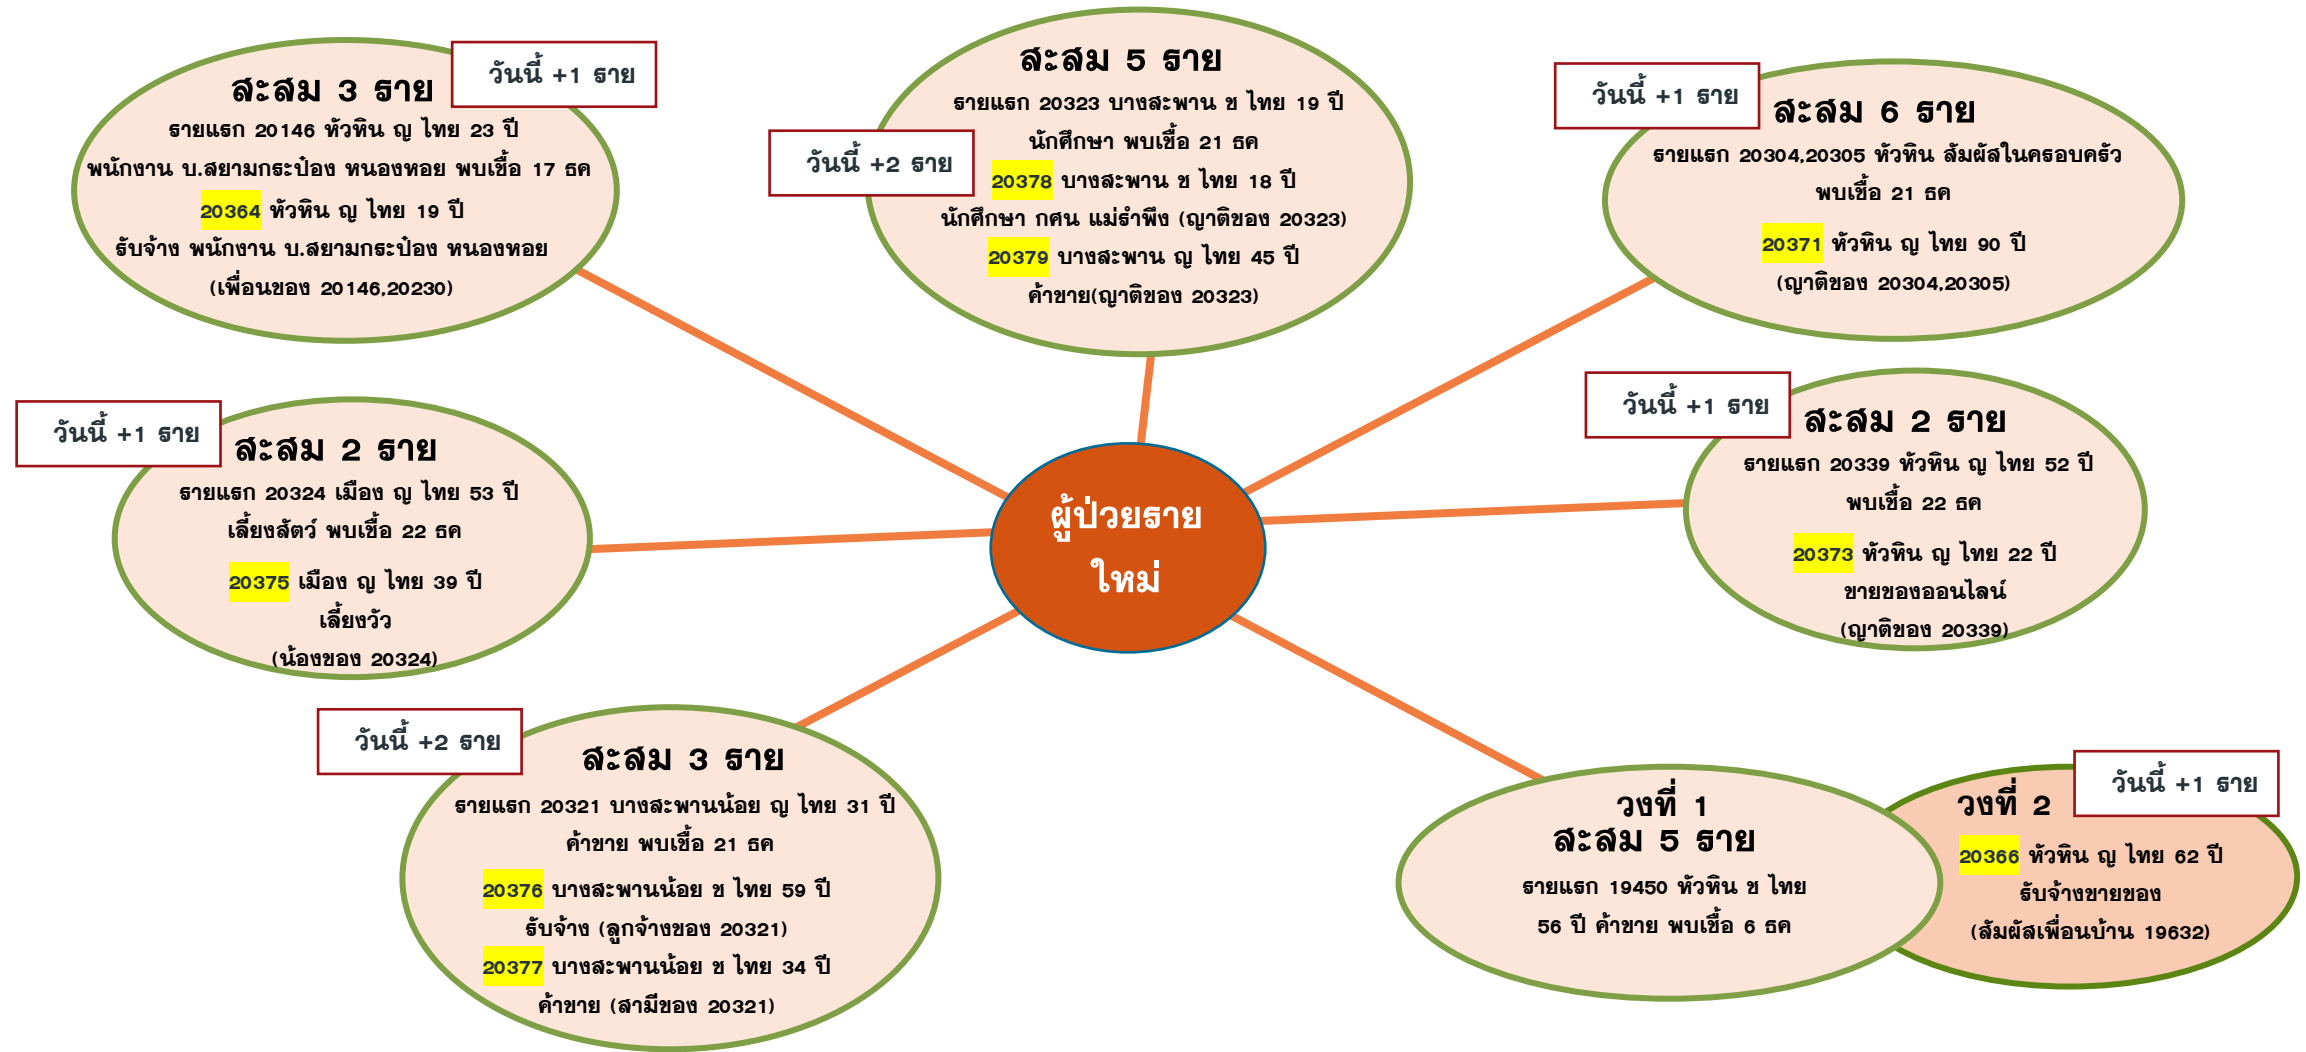 วันนี้ +1 ราย
สะสม 3 ราย
รายแรก 20146 หัวหิน ญ ไทย 23 ปี
พนักงาน บ.สยามกระป๋อง หนองหอย พบเชื้อ 17 ธค
20364 หัวหิน ญ ไทย 19 ปี
รับจ้าง พนักงาน บ.สยามกระป๋อง หนองหอย
(เพื่อนของ 20146,20230)
วันนี้ +2 ราย
สะสม 5 ราย
รายแรก 20323 บางสะพาน ช ไทย 19 ปี
นักศึกษา พบเชื้อ 21 ธค
20378 บางสะพาน ช ไทย 18 ปี
นักศึกษา กศน แม่รำพึง (ญาติของ 20323)
20379 บางสะพาน ญ ไทย 45 ปี
ค้าขาย(ญาติของ 20323)
วันนี้ +1 ราย
สะสม 6 ราย
รายแรก 20304,20305 หัวหิน สัมผัสในครอบครัว
พบเชื้อ 21 ธค
20371 หัวหิน ญ ไทย 90 ปี
(ญาติของ 20304,20305)
วันนี้ +1 ราย
สะสม 2 ราย
รายแรก 20324 เมือง ญ ไทย 53 ปี
เลี้ยงสัตว์ พบเชื้อ 22 ธค
20375 เมือง ญ ไทย 39 ปี
เลี้ยงวัว
(น้องของ 20324)
ผู้ป่วยราย
ใหม่
วันนี้ +1 ราย
สะสม 2 ราย
รายแรก 20339 หัวหิน ญ ไทย 52 ปี
พบเชื้อ 22 ธค
20373 หัวหิน ญ ไทย 22 ปี
ขายของออนไลน์
(ญาติของ 20339)
วันนี้ +2 ราย
สะสม 3 ราย
รายแรก 20321 บางสะพานน้อย ญ ไทย 31 ปี
ค้าขาย พบเชื้อ 21 ธค
20376 บางสะพานน้อย ช ไทย 59 ปี
รับจ้าง (ลูกจ้างของ 20321)
20377 บางสะพานน้อย ช ไทย 34 ปี
ค้าขาย (สามีของ 20321)
วงที่ 1
สะสม 5 ราย
รายแรก 19450 หัวหิน ช ไทย
56 ปี ค้าขาย พบเชื้อ 6 ธค
วันนี้ +1 ราย
วงที่ 2
20366 หัวหิน ญ ไทย 62 ปี
รับจ้างขายของ
(สัมผัสเพื่อนบ้าน 19632)